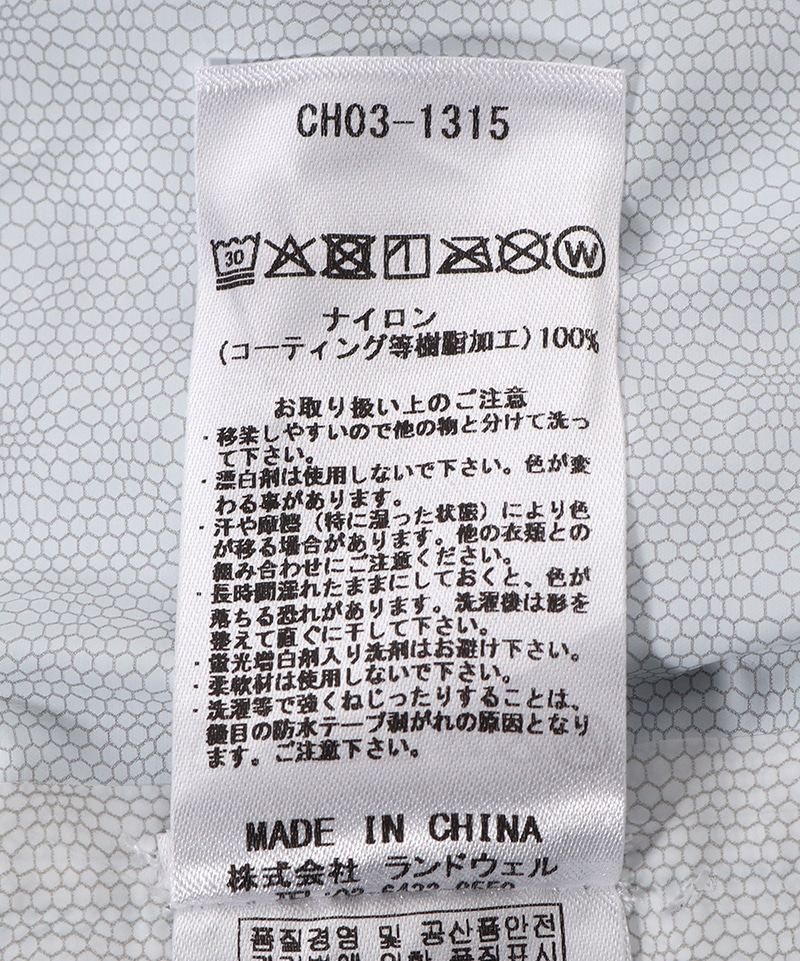 CH03-1315
30 W
ナイロン
(コーティング等樹脂加工)100%
お取り扱い上のご注意
・移染しやすいので他の物と分けて洗っ
て下さい。
・漂白剤は使用しないで下さい。色が変
わる事があります。
・汗や摩擦（特に湿った状態）により色
が移る場合があります。他の衣類との
組み合わせにご注意ください。
・長時間濡れたままにしておくと、色が
落ちる恐れがあります。洗濯後は形を
整えて直ぐに干して下さい。
・蛍光増白剤入り洗剤はお避け下さい。
・柔軟材は使用しないで下さい。
・洗濯等で強くねじったりすることは、
縫目の防水テープ剥がれの原因となり
ます。ご注意下さい。
MADE IN CHINA
株式会社 ランドウェル
품질경영 및 공산품안전